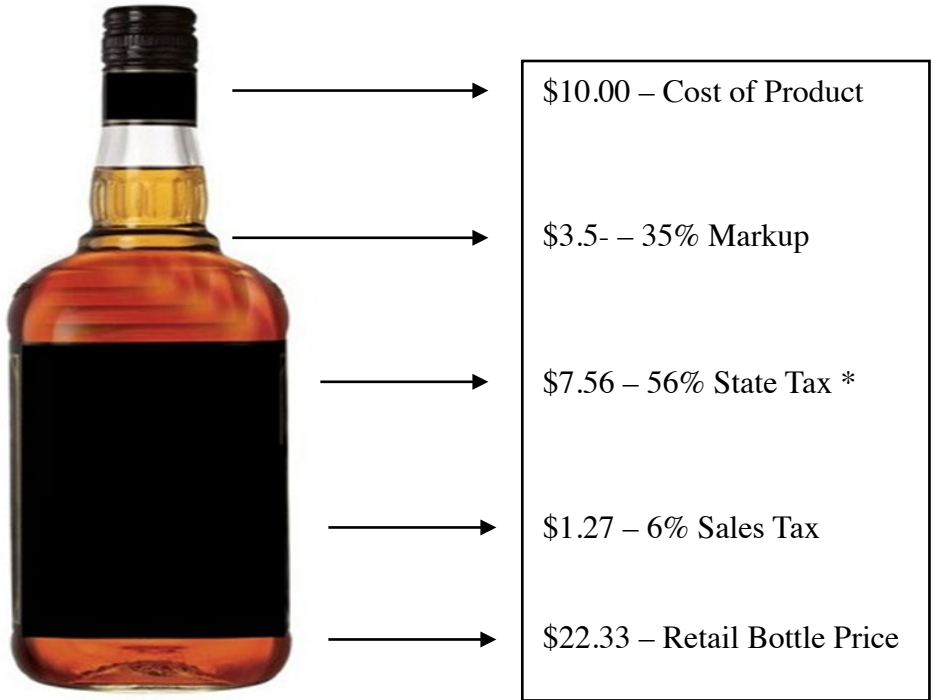 $10.00 – Cost of Product
$3.5- – 35% Markup
$7.56 – 56% State Tax *
$1.27 – 6% Sales Tax
$22.33 – Retail Bottle Price